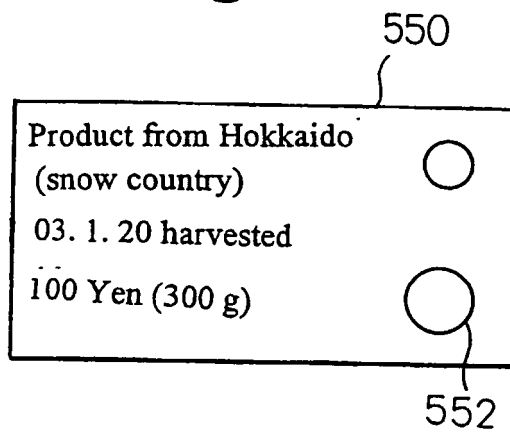 550
Product from Hokkaido
(snow country)
03. 1. 20 harvested
100 Yen (300 g)
552